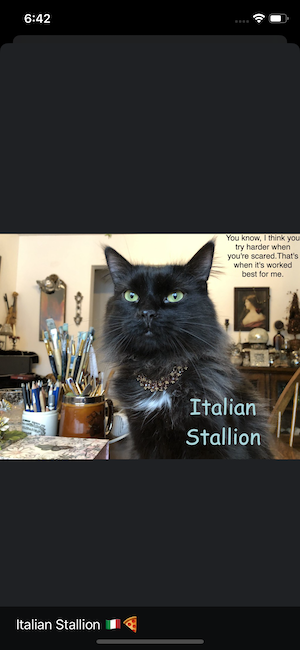 6:42
You know, I think you
try harder when
you're scared.That's
when it's worked
best for me.
Italian
Stallion
Italian Stallion 🇮🇹🍕